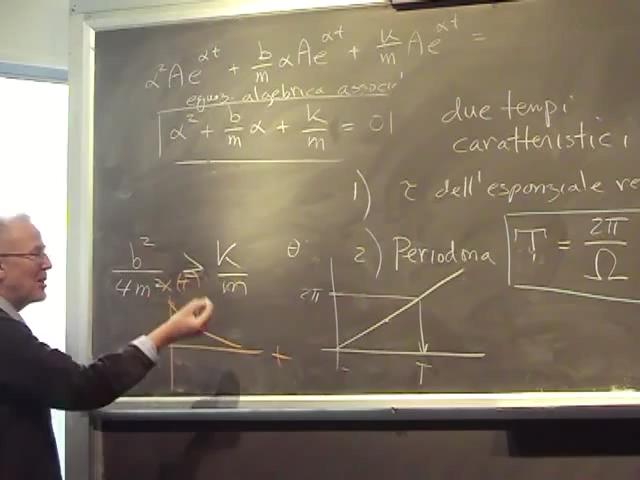 α²Ae^{αt} + b/m αAe^{αt} + k/m Ae^{αt} =
equaz. algebrica associ
α² + b/m α + k/m = 0
due tempi
caratteristici
1) τ dell'esponziale re
2) Periodo
T = 2π/Ω
b²/4m² ≥ K/m
x(t)
t
θ
2π
T